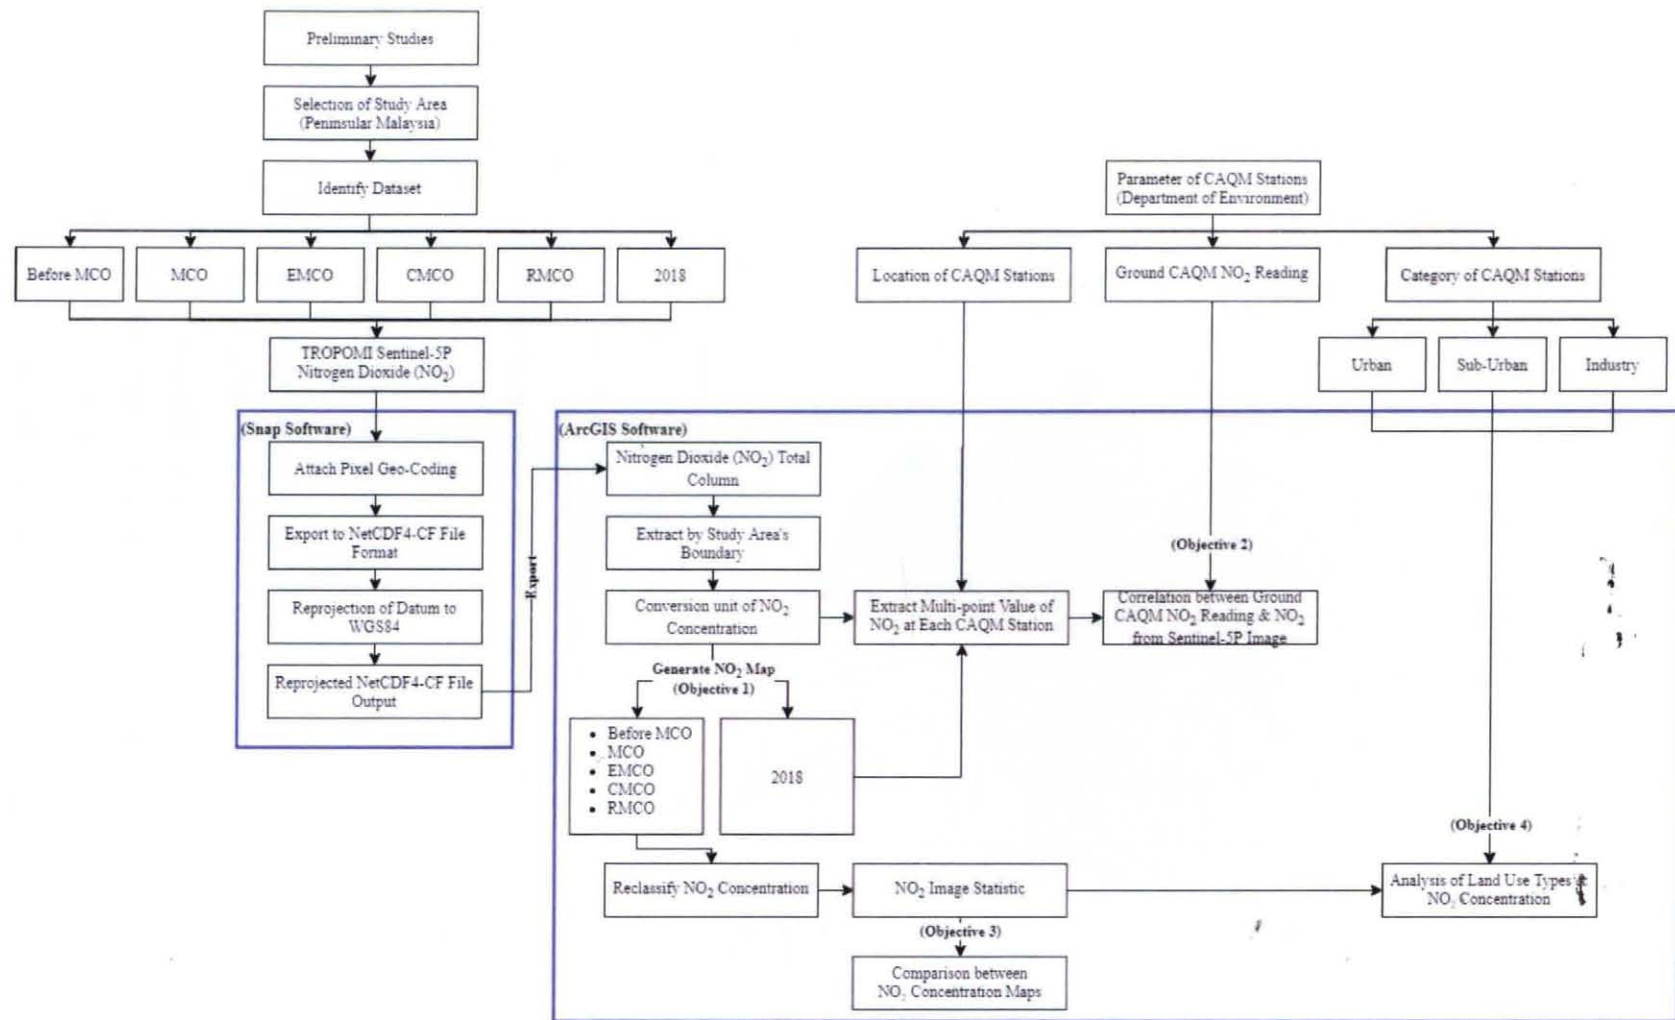 Preliminary Studies
Selection of Study Area
(Peninsular Malaysia)
Identify Dataset
Before MCO
MCO
EMCO
CMCO
RMCO
2018
TROPOMI Sentinel-5P
Nitrogen Dioxide (NO₂)
(Snap Software)
Attach Pixel Geo-Coding
Export to NetCDF4-CF File
Format
Reprojection of Datum to
WGS84
Reprojected NetCDF4-CF File
Output
Export
Parameter of CAQM Stations
(Department of Environment)
Location of CAQM Stations
Ground CAQM NO₂ Reading
Category of CAQM Stations
Urban
Sub-Urban
Industry
(ArcGIS Software)
Nitrogen Dioxide (NO₂) Total
Column
Extract by Study Area's
Boundary
Conversion unit of NO₂
Concentration
Extract Multi-point Value of
NO₂ at Each CAQM Station
(Objective 2)
Correlation between Ground
CAQM NO₂ Reading & NO₂
from Sentinel-5P Image
Generate NO₂ Map
(Objective 1)
• Before MCO
• MCO
• EMCO
• CMCO
• RMCO
2018
Reclassify NO₂ Concentration
NO₂ Image Statistic
(Objective 4)
Analysis of Land Use Types &
NO₂ Concentration
(Objective 3)
Comparison between
NO₂ Concentration Maps